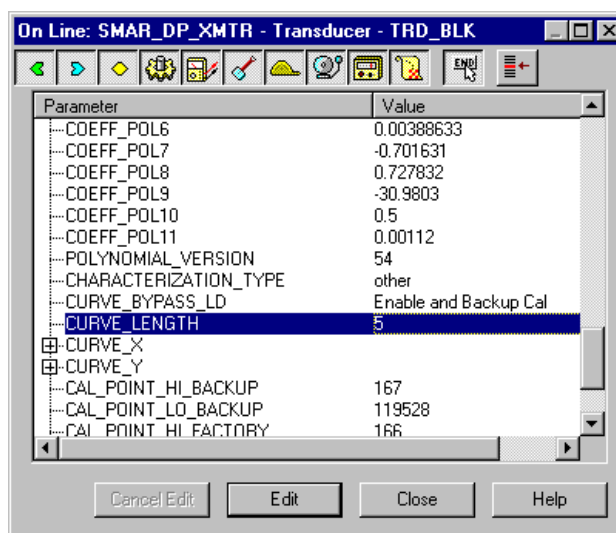 On Line: SMAR_DP_XMTR - Transducer - TRD_BLK
END
Parameter Value
COEFF_POL6 0.00388633
COEFF_POL7 -0.701631
COEFF_POL8 0.727832
COEFF_POL9 -30.9803
COEFF_POL10 0.5
COEFF_POL11 0.00112
POLYNOMIAL_VERSION 54
CHARACTERIZATION_TYPE other
CURVE_BYPASS_LD Enable and Backup Cal
CURVE_LENGTH 5
CURVE_X
CURVE_Y
CAL_POINT_HI_BACKUP 167
CAL_POINT_LO_BACKUP 119528
CAL_POINT_HI_FACTORY 166
Cancel Edit Edit Close Help